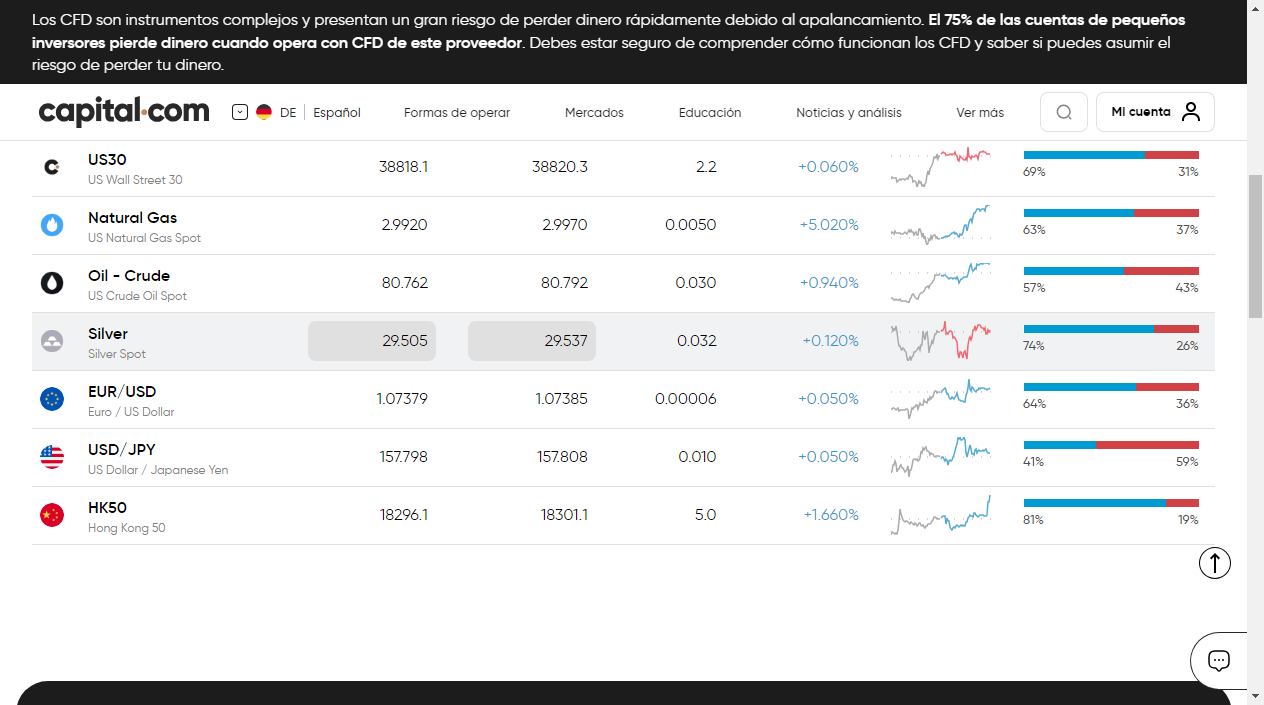 Los CFD son instrumentos complejos y presentan un gran riesgo de perder dinero rápidamente debido al apalancamiento. El 75% de las cuentas de pequeños
inversores pierde dinero cuando opera con CFD de este proveedor. Debes estar seguro de comprender cómo funcionan los CFD y saber si puedes asumir el
riesgo de perder tu dinero.
capital.com DE Español Formas de operar Mercados Educación Noticias y análisis Ver más Mi cuenta
US30 38818.1 38820.3 2.2 +0.060%
US Wall Street 30 69% 31%
Natural Gas 2.9920 2.9970 0.0050 +5.020%
US Natural Gas Spot 63% 37%
Oil - Crude 80.762 80.792 0.030 +0.940%
US Crude Oil Spot 57% 43%
Silver 29.505 29.537 0.032 +0.120%
Silver Spot 74% 26%
EUR/USD 1.07379 1.07385 0.00006 +0.050%
Euro / US Dollar 64% 36%
USD/JPY 157.798 157.808 0.010 +0.050%
US Dollar / Japanese Yen 41% 59%
HK50 18296.1 18301.1 5.0 +1.660%
Hong Kong 50 81% 19%